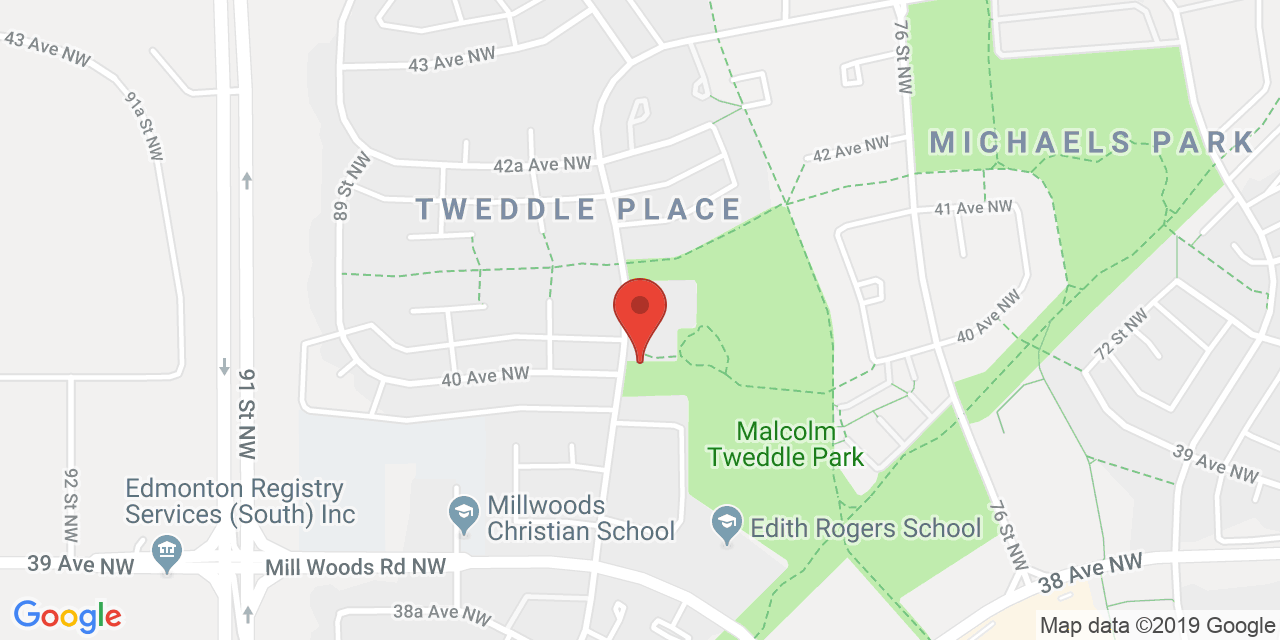 43 Ave NW
91a St NW
43 Ave NW
76 St NW
42 Ave NW
MICHAELS PARK
42a Ave NW
88 St NW
TWEDDLE PLACE
41 Ave NW
40 Ave NW
72 St NW
40 Ave NW
91 St NW
Malcolm
Tweddle Park
39 Ave NW
92 St NW
Edmonton Registry
Services (South) Inc
Millwoods
Christian School
Edith Rogers School
76 St NW
39 Ave NW
Mill Woods Rd NW
38 Ave NW
38a Ave NW
Google
Map data ©2019 Google